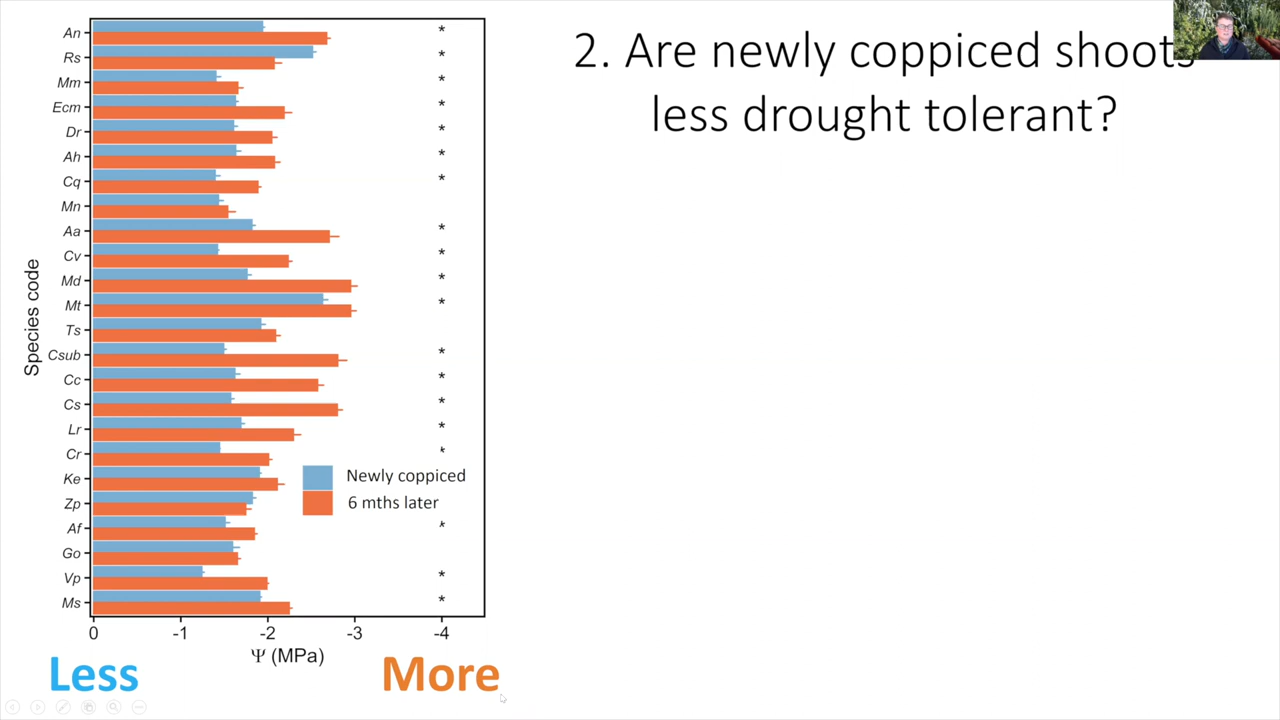 2. Are newly coppiced shoots
less drought tolerant?
Species code
An *
Rs *
Mm *
Ecm *
Dr *
Ah *
Cq *
Mn
Aa *
Cv *
Md *
Mt *
Ts
Csub *
Cc *
Cs *
Lr *
Cr *
Ke
Zp
Af *
Go
Vp *
Ms *
Newly coppiced
6 mths later
0 -1 -2 -3 -4
Ψ (MPa)
Less More